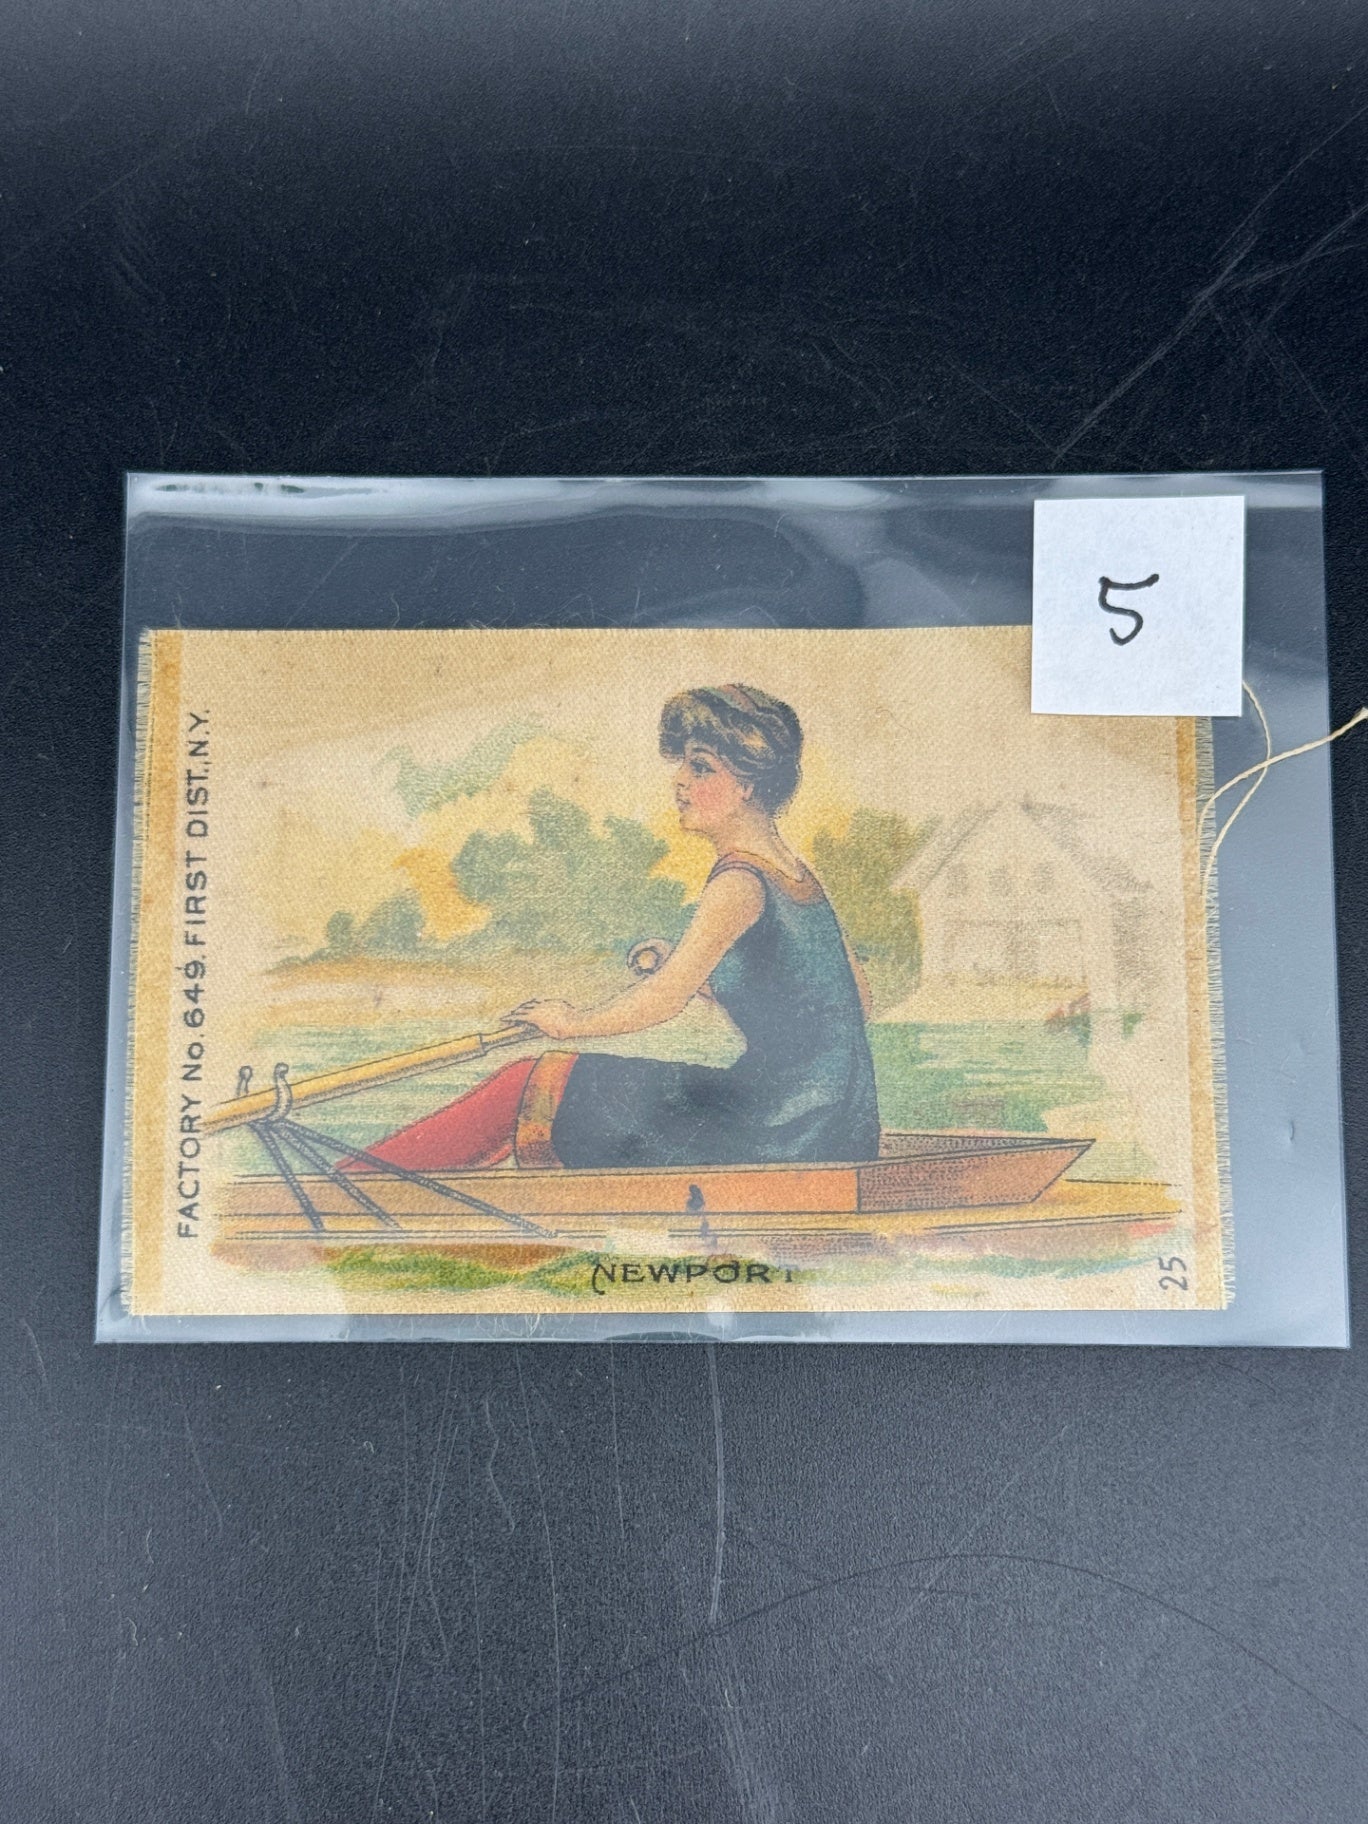 5
FACTORY No. 649. FIRST DIST., N.Y.
NEWPORT
25